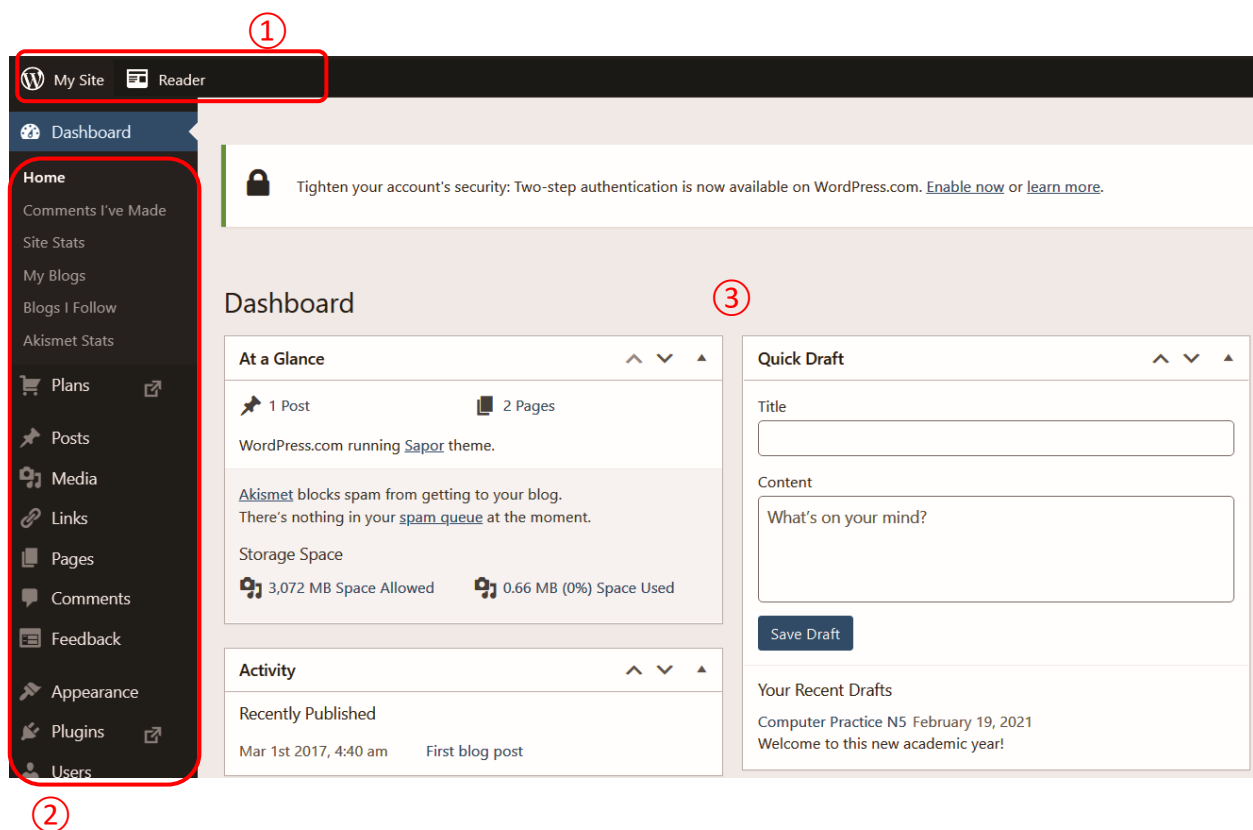 ①
My Site Reader
Dashboard
Home
Comments I've Made
Site Stats
My Blogs
Blogs I Follow
Akismet Stats
Plans
Posts
Media
Links
Pages
Comments
Feedback
Appearance
Plugins
Users
②
Tighten your account's security: Two-step authentication is now available on WordPress.com. Enable now or learn more.
Dashboard
③
At a Glance
1 Post 2 Pages
WordPress.com running Sapor theme.
Akismet blocks spam from getting to your blog.
There's nothing in your spam queue at the moment.
Storage Space
3,072 MB Space Allowed 0.66 MB (0%) Space Used
Activity
Recently Published
Mar 1st 2017, 4:40 am First blog post
Quick Draft
Title
Content
What's on your mind?
Save Draft
Your Recent Drafts
Computer Practice N5 February 19, 2021
Welcome to this new academic year!